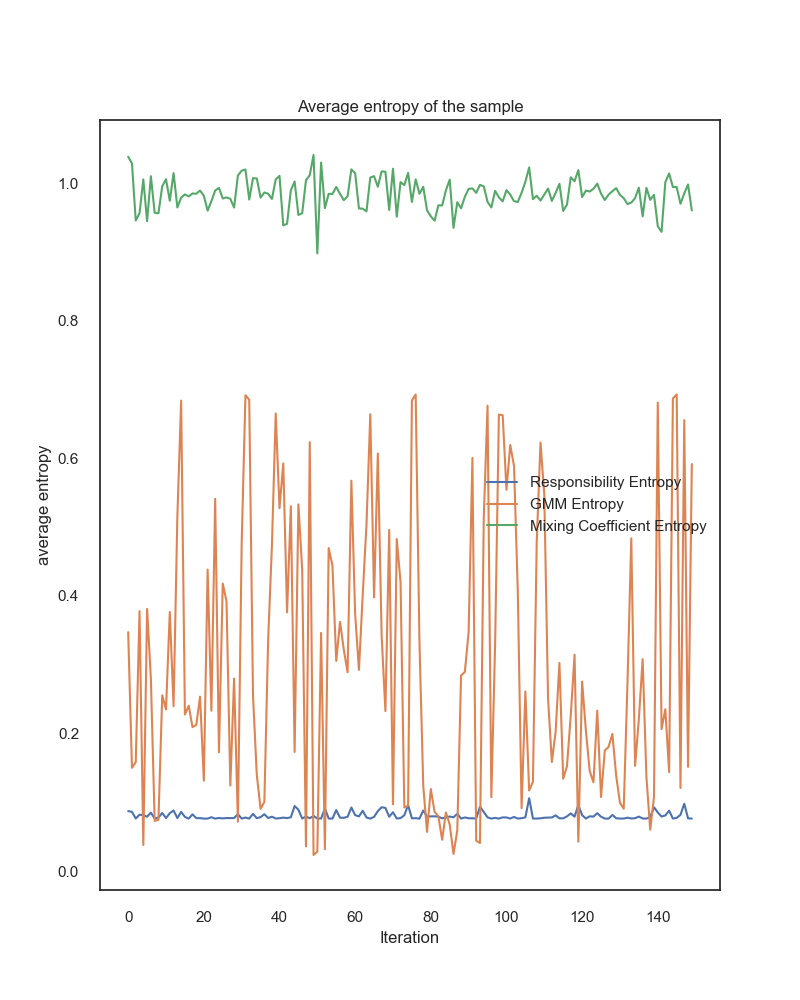 Average entropy of the sample
1.0
0.8
0.6
0.4
0.2
0.0
average entropy
Responsibility Entropy
GMM Entropy
Mixing Coefficient Entropy
0 20 40 60 80 100 120 140
Iteration